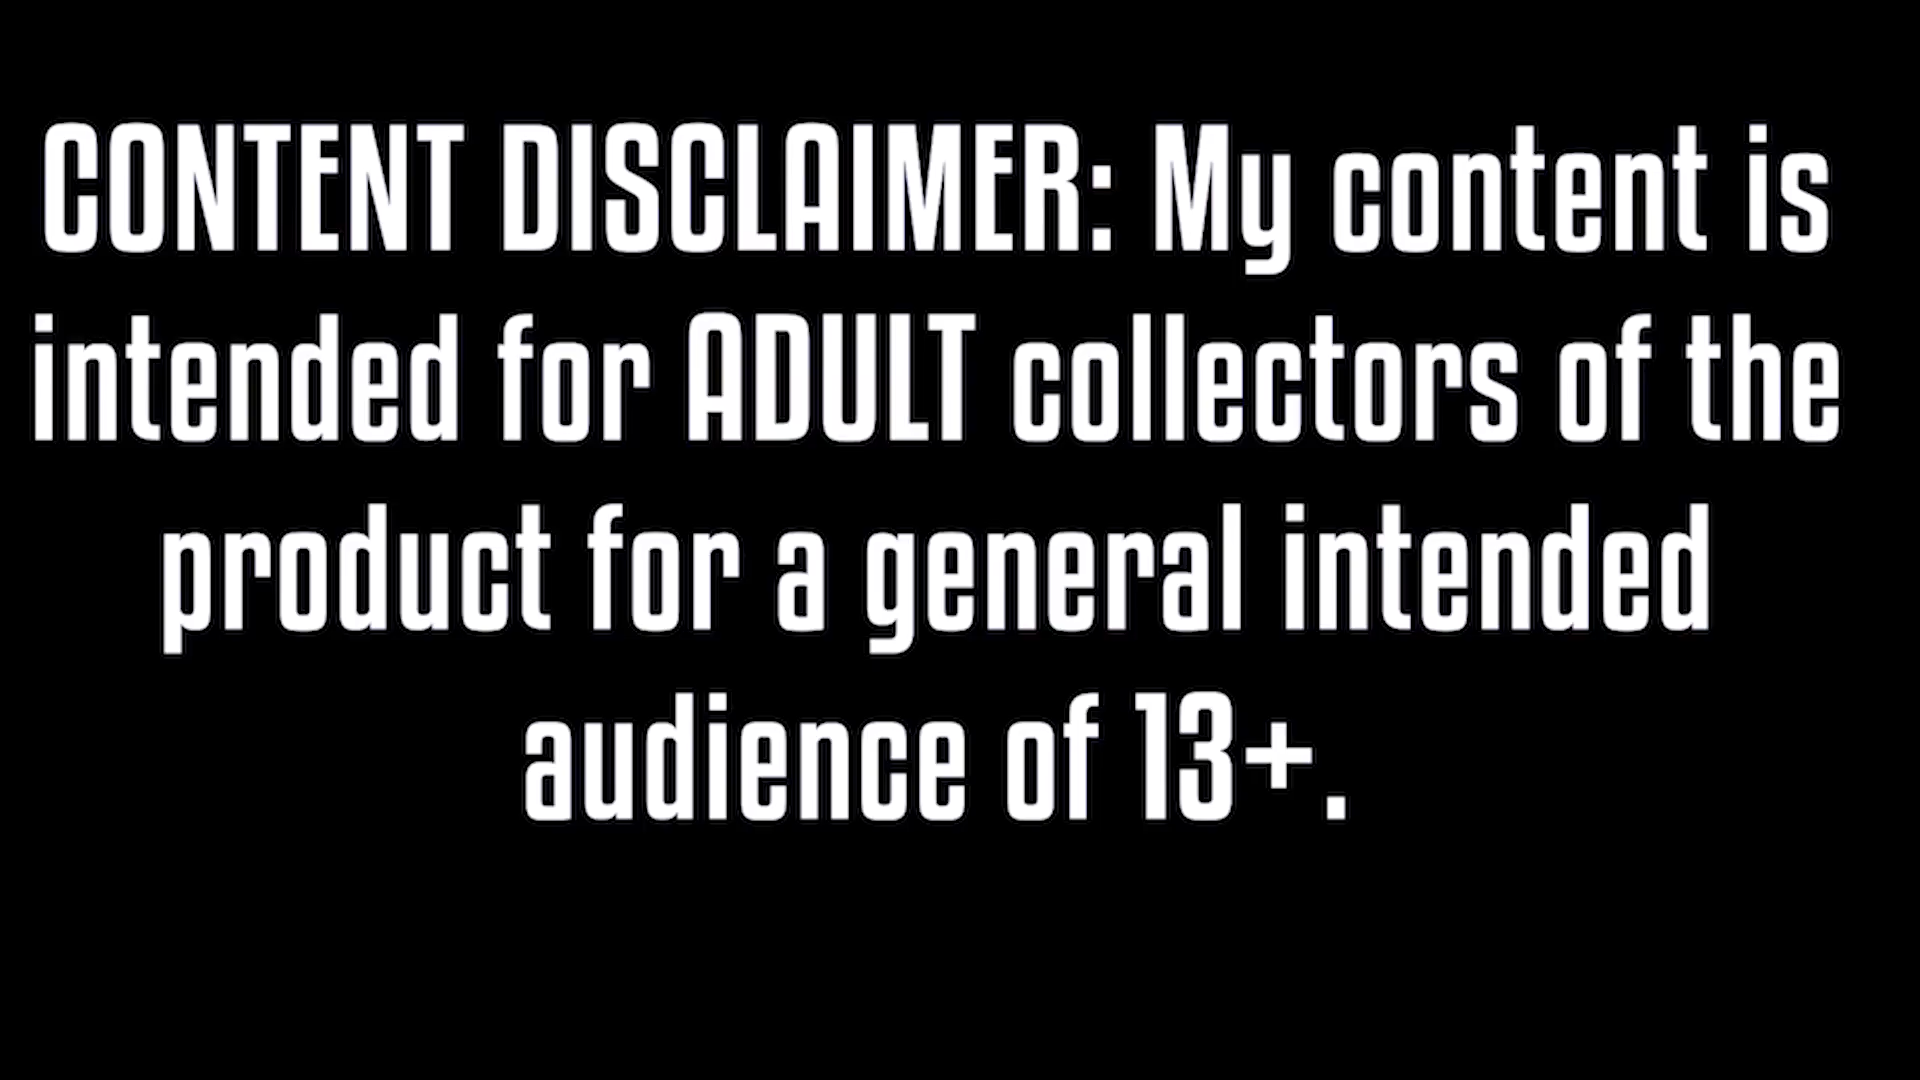 CONTENT DISCLAIMER: My content is
intended for ADULT collectors of the
product for a general intended
audience of 13+.